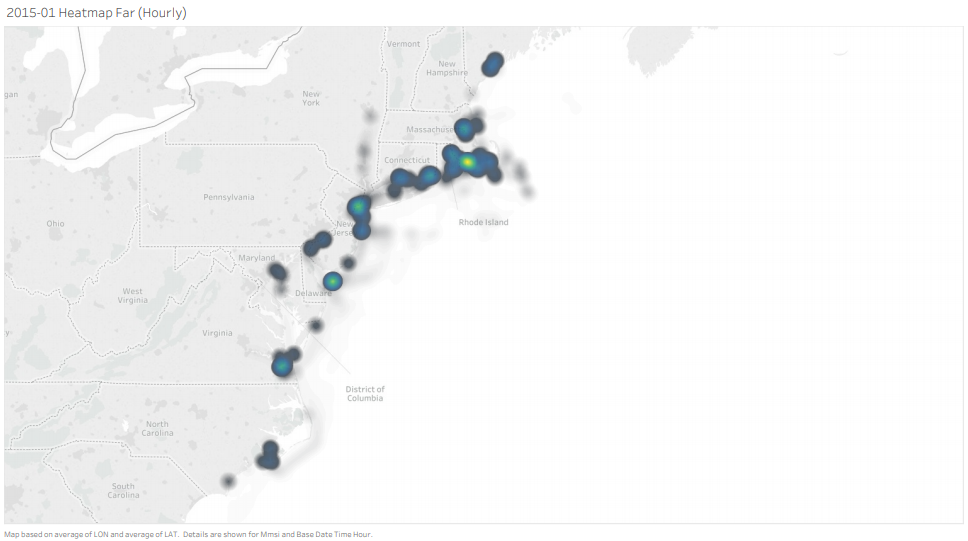 2015-01 Heatmap Far (Hourly)
Vermont
New
Hampshire
gan
New
York
Massachuse
Connecticut
Pennsylvania
Rhode Island
Ohio
New
Jerse
Maryland
West
Virginia
Delaware
Virginia
y-
District of
Columbia
North
Carolina
South
Carolina
Map based on average of LON and average of LAT. Details are shown for Mmsi and Base Date Time Hour.